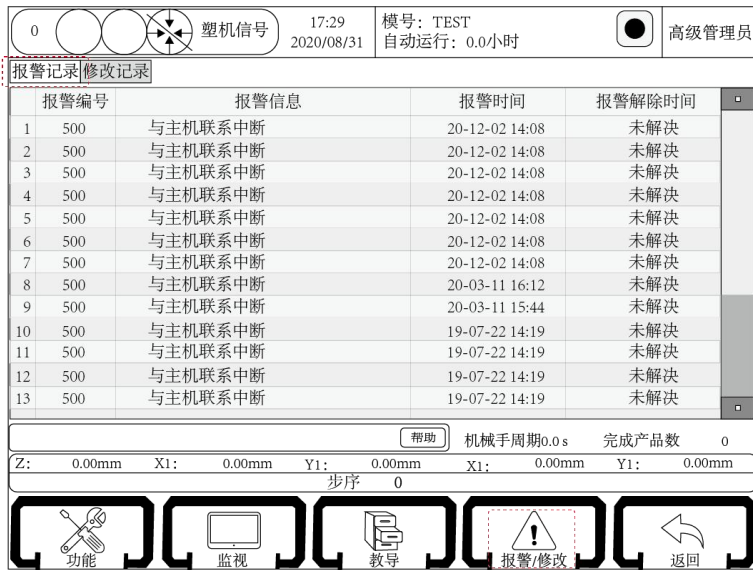 0 塑机信号 17:29 2020/08/31 模号: TEST 自动运行: 0.0小时 高级管理员
报警记录 修改记录
报警编号 报警信息 报警时间 报警解除时间
1 500 与主机联系中断 20-12-02 14:08 未解决
2 500 与主机联系中断 20-12-02 14:08 未解决
3 500 与主机联系中断 20-12-02 14:08 未解决
4 500 与主机联系中断 20-12-02 14:08 未解决
5 500 与主机联系中断 20-12-02 14:08 未解决
6 500 与主机联系中断 20-12-02 14:08 未解决
7 500 与主机联系中断 20-12-02 14:08 未解决
8 500 与主机联系中断 20-03-11 16:12 未解决
9 500 与主机联系中断 20-03-11 15:44 未解决
10 500 与主机联系中断 19-07-22 14:19 未解决
11 500 与主机联系中断 19-07-22 14:19 未解决
12 500 与主机联系中断 19-07-22 14:19 未解决
13 500 与主机联系中断 19-07-22 14:19 未解决
帮助 机械手周期0.0 s 完成产品数 0
Z: 0.00mm X1: 0.00mm Y1: 0.00mm X1: 0.00mm Y1: 0.00mm
步序 0
功能 监视 教导 报警/修改 返回